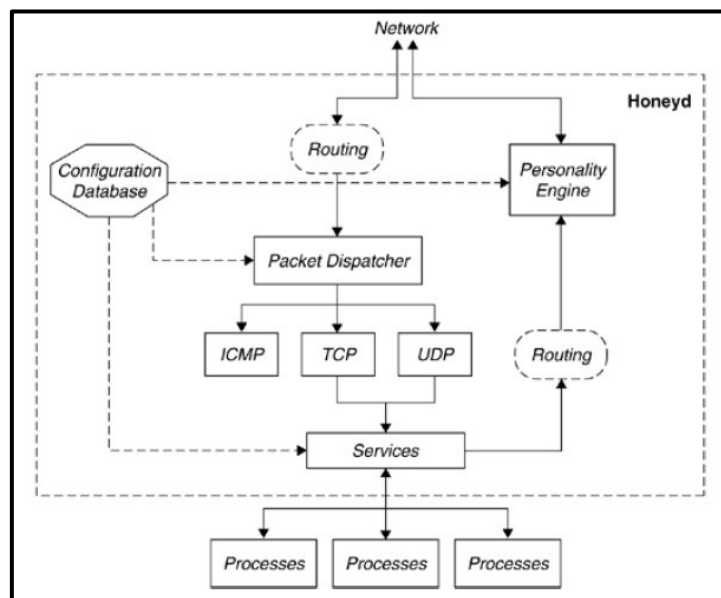 Network
Honeyd
Routing
Configuration
Database
Personality
Engine
Packet Dispatcher
ICMP
TCP
UDP
Routing
Services
Processes
Processes
Processes